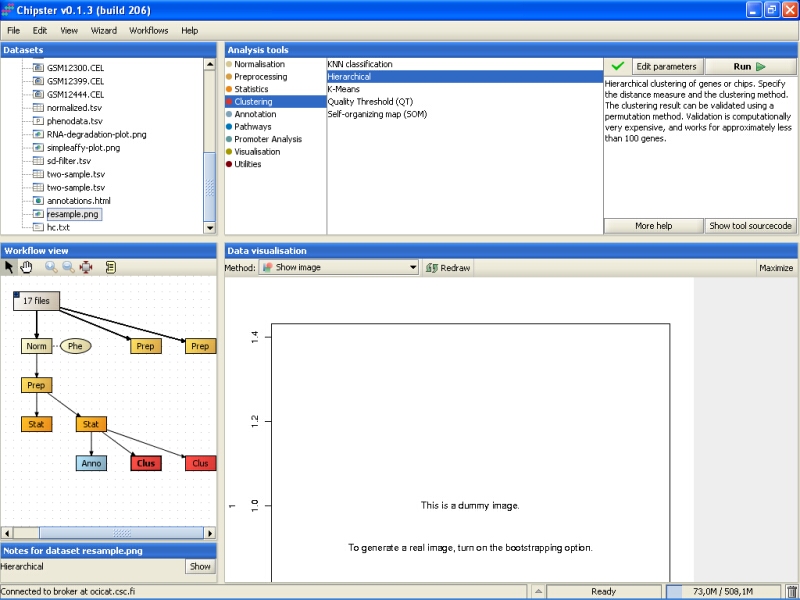 Chipster v0.1.3 (build 206)
File Edit View Wizard Workflows Help
Datasets
GSM12300.CEL
GSM12399.CEL
GSM12444.CEL
normalized.tsv
phenodata.tsv
RNA-degradation-plot.png
simpleaffy-plot.png
sd-filter.tsv
two-sample.tsv
two-sample.tsv
annotations.html
resample.png
hc.txt
Analysis tools
Normalisation
Preprocessing
Statistics
Clustering
Annotation
Pathways
Promoter Analysis
Visualisation
Utilities
KNN classification
Hierarchical
K-Means
Quality Threshold (QT)
Self-organizing map (SOM)
Edit parameters
Run
Hierarchical clustering of genes or chips. Specify
the distance measure and the clustering method.
The clustering result can be validated using a
permutation method. Validation is computationally
very expensive, and works for approximately less
than 100 genes.
More help
Show tool sourcecode
Workflow view
17 files
Norm
Phe
Prep
Prep
Prep
Stat
Stat
Anno
Clus
Clus
Data visualisation
Method: Show image
Redraw
Maximize
1.4
1.2
1.0
1
This is a dummy image.
To generate a real image, turn on the bootstrapping option.
Notes for dataset resample.png
Hierarchical
Show
Connected to broker at ocicat.csc.fi
Ready
73,0M / 508,1M